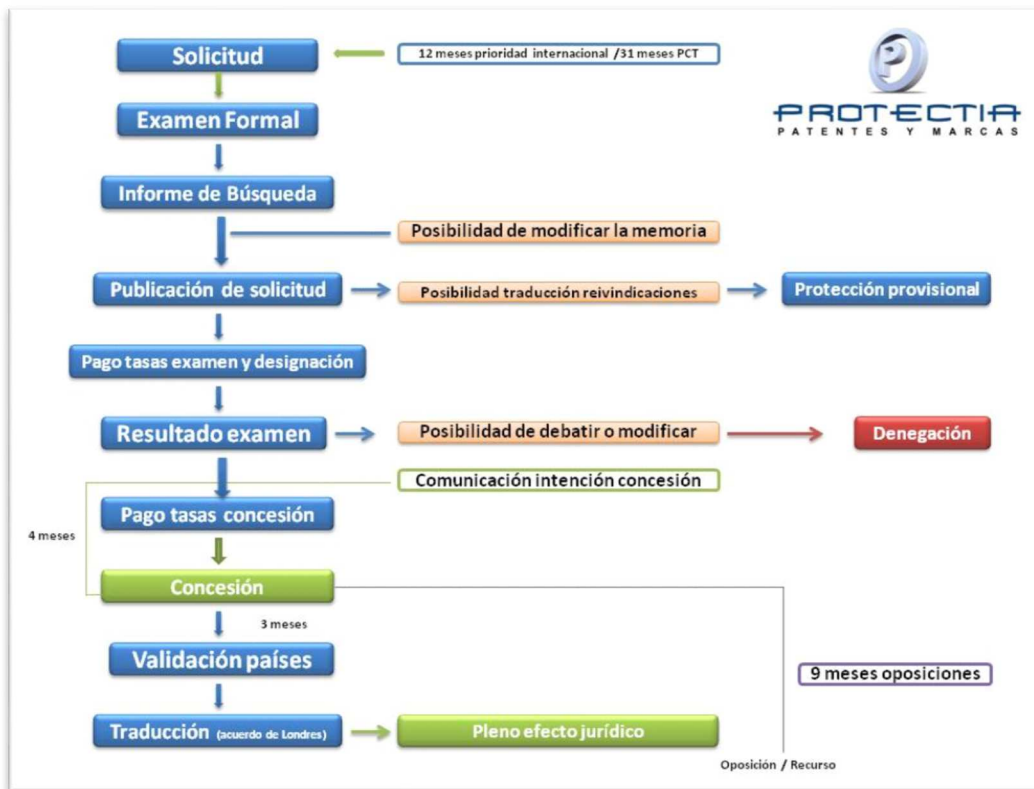 Solicitud
12 meses prioridad internacional /31 meses PCT
P
PROTECTIA
PATENTES Y MARCAS
Examen Formal
Informe de Búsqueda
Posibilidad de modificar la memoria
Publicación de solicitud
Posibilidad traducción reivindicaciones
Protección provisional
Pago tasas examen y designación
Resultado examen
Posibilidad de debatir o modificar
Denegación
Comunicación intención concesión
Pago tasas concesión
4 meses
Concesión
3 meses
Validación países
9 meses oposiciones
Traducción (acuerdo de Londres)
Pleno efecto jurídico
Oposición / Recurso